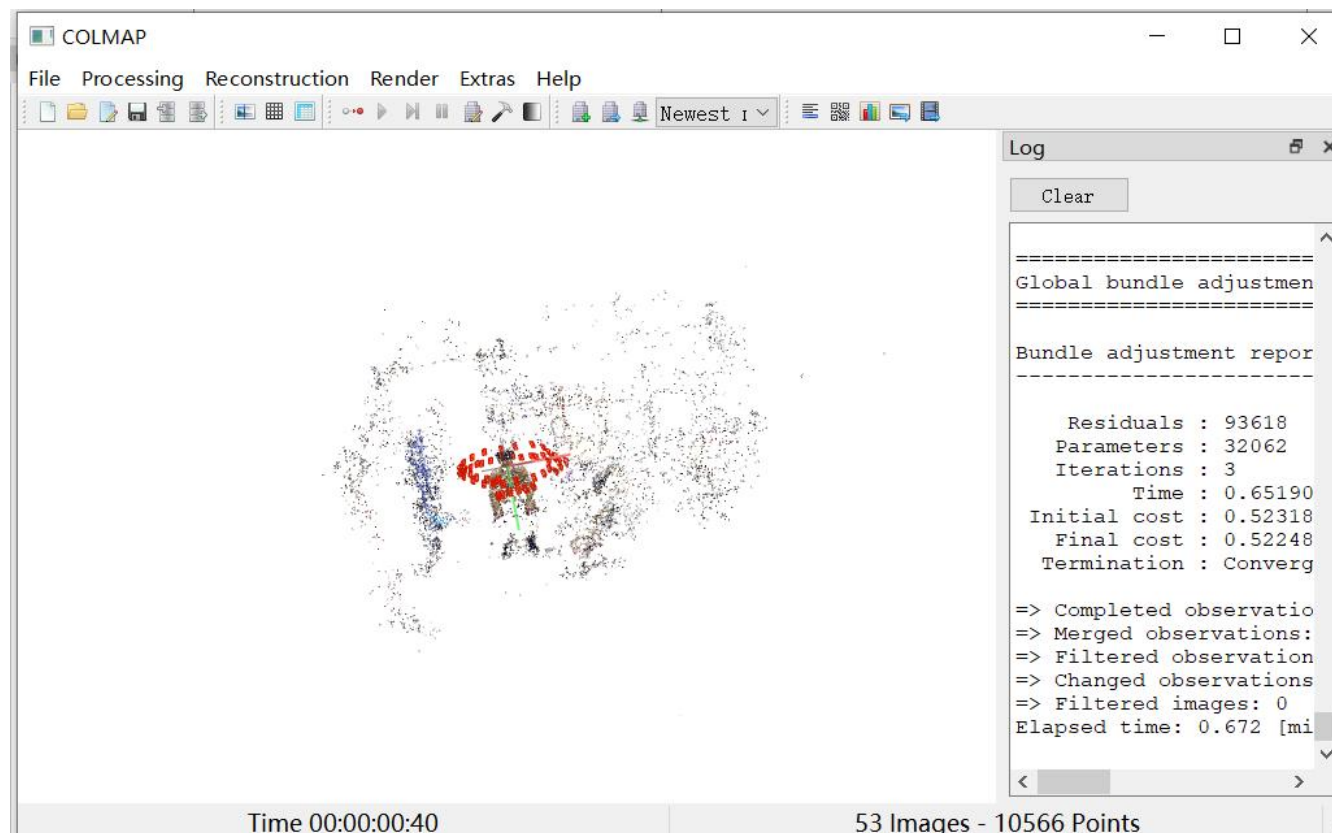 COLMAP
File Processing Reconstruction Render Extras Help
Newest
Log
Clear
=======================
Global bundle adjustmen
=======================
Bundle adjustment repor
-----------------------
Residuals : 93618
Parameters : 32062
Iterations : 3
Time : 0.65190
Initial cost : 0.52318
Final cost : 0.52248
Termination : Converg
=> Completed observatio
=> Merged observations:
=> Filtered observation
=> Changed observations
=> Filtered images: 0
Elapsed time: 0.672 [mi
Time 00:00:00:40
53 Images - 10566 Points